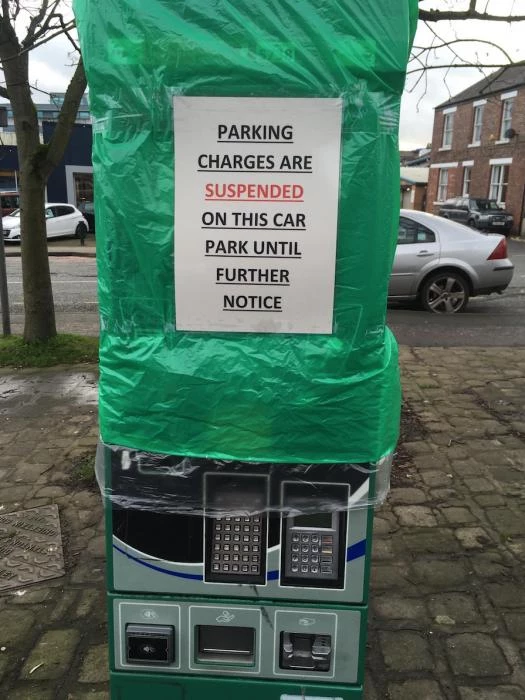 PARKING
CHARGES ARE
SUSPENDED
ON THIS CAR
PARK UNTIL
FURTHER
NOTICE